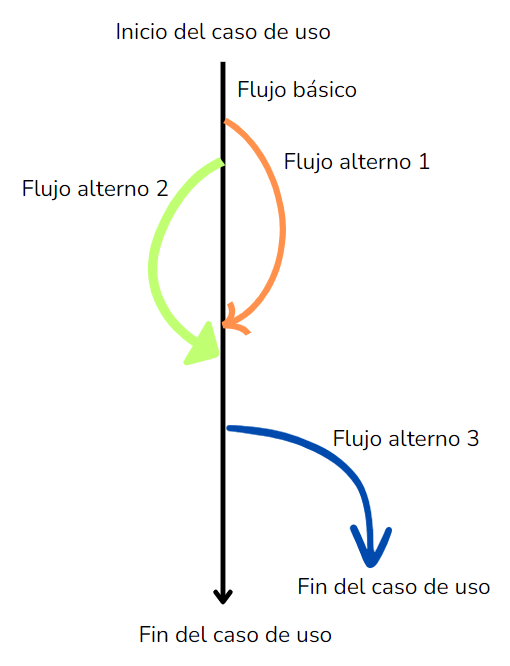 Inicio del caso de uso
Flujo básico
Flujo alterno 1
Flujo alterno 2
Flujo alterno 3
Fin del caso de uso
Fin del caso de uso